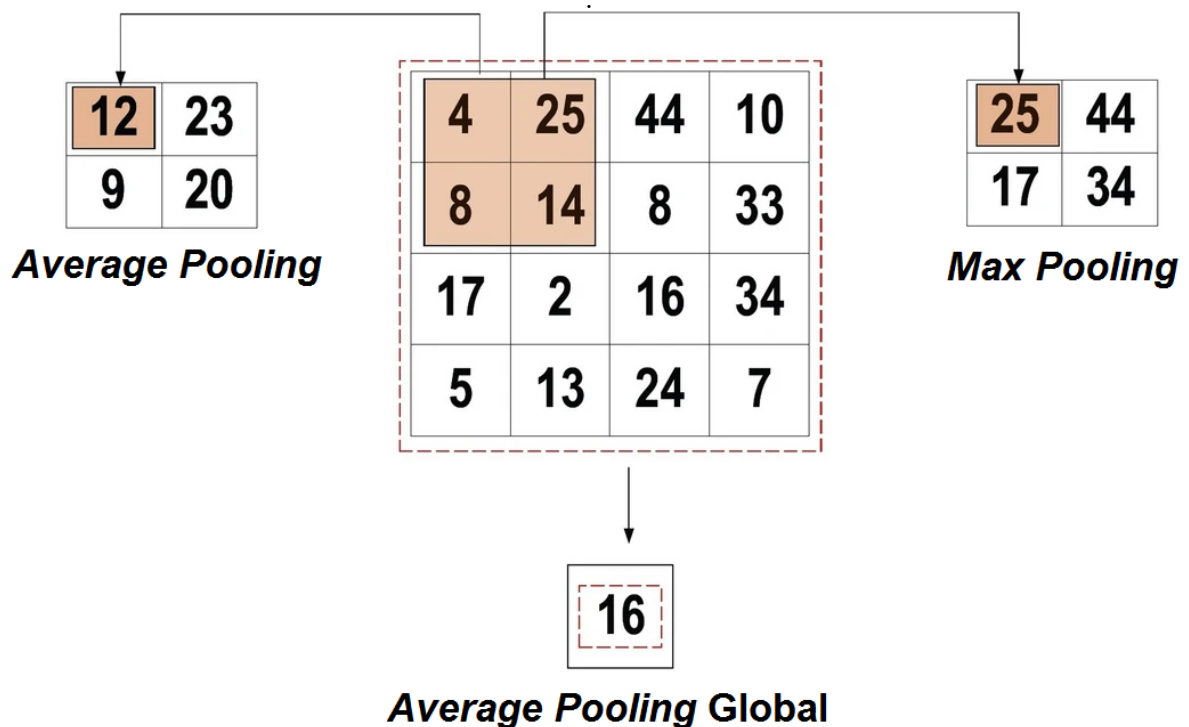 12 23
9 20
Average Pooling
4 25 44 10
8 14 8 33
17 2 16 34
5 13 24 7
25 44
17 34
Max Pooling
16
Average Pooling Global